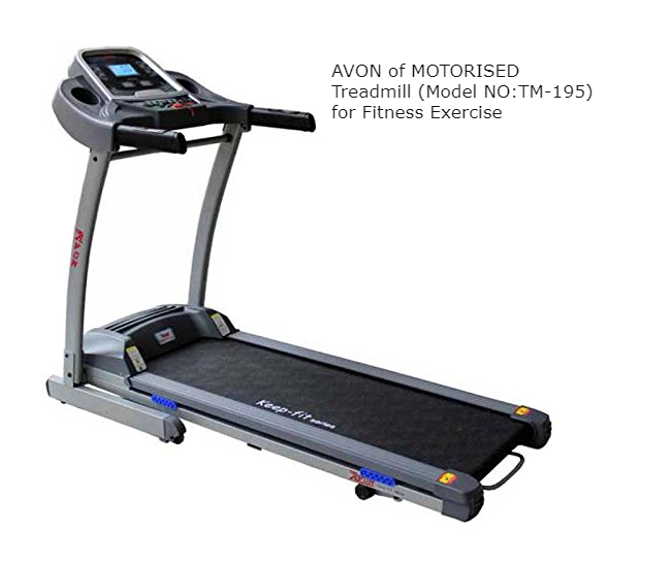 AVON of MOTORISED
Treadmill (Model NO:TM-195)
for Fitness Exercise
Keep-fit series